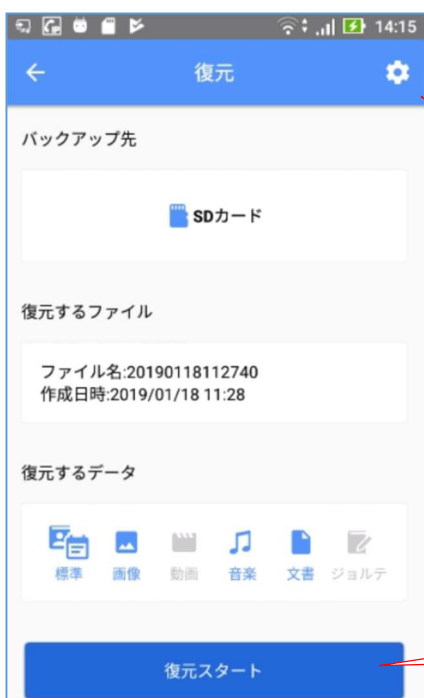 14:15
復元
バックアップ先
SDカード
復元するファイル
ファイル名:20190118112740
作成日時:2019/01/18 11:28
復元するデータ
標準 画像 動画 音楽 文書 ジョルテ
復元スタート